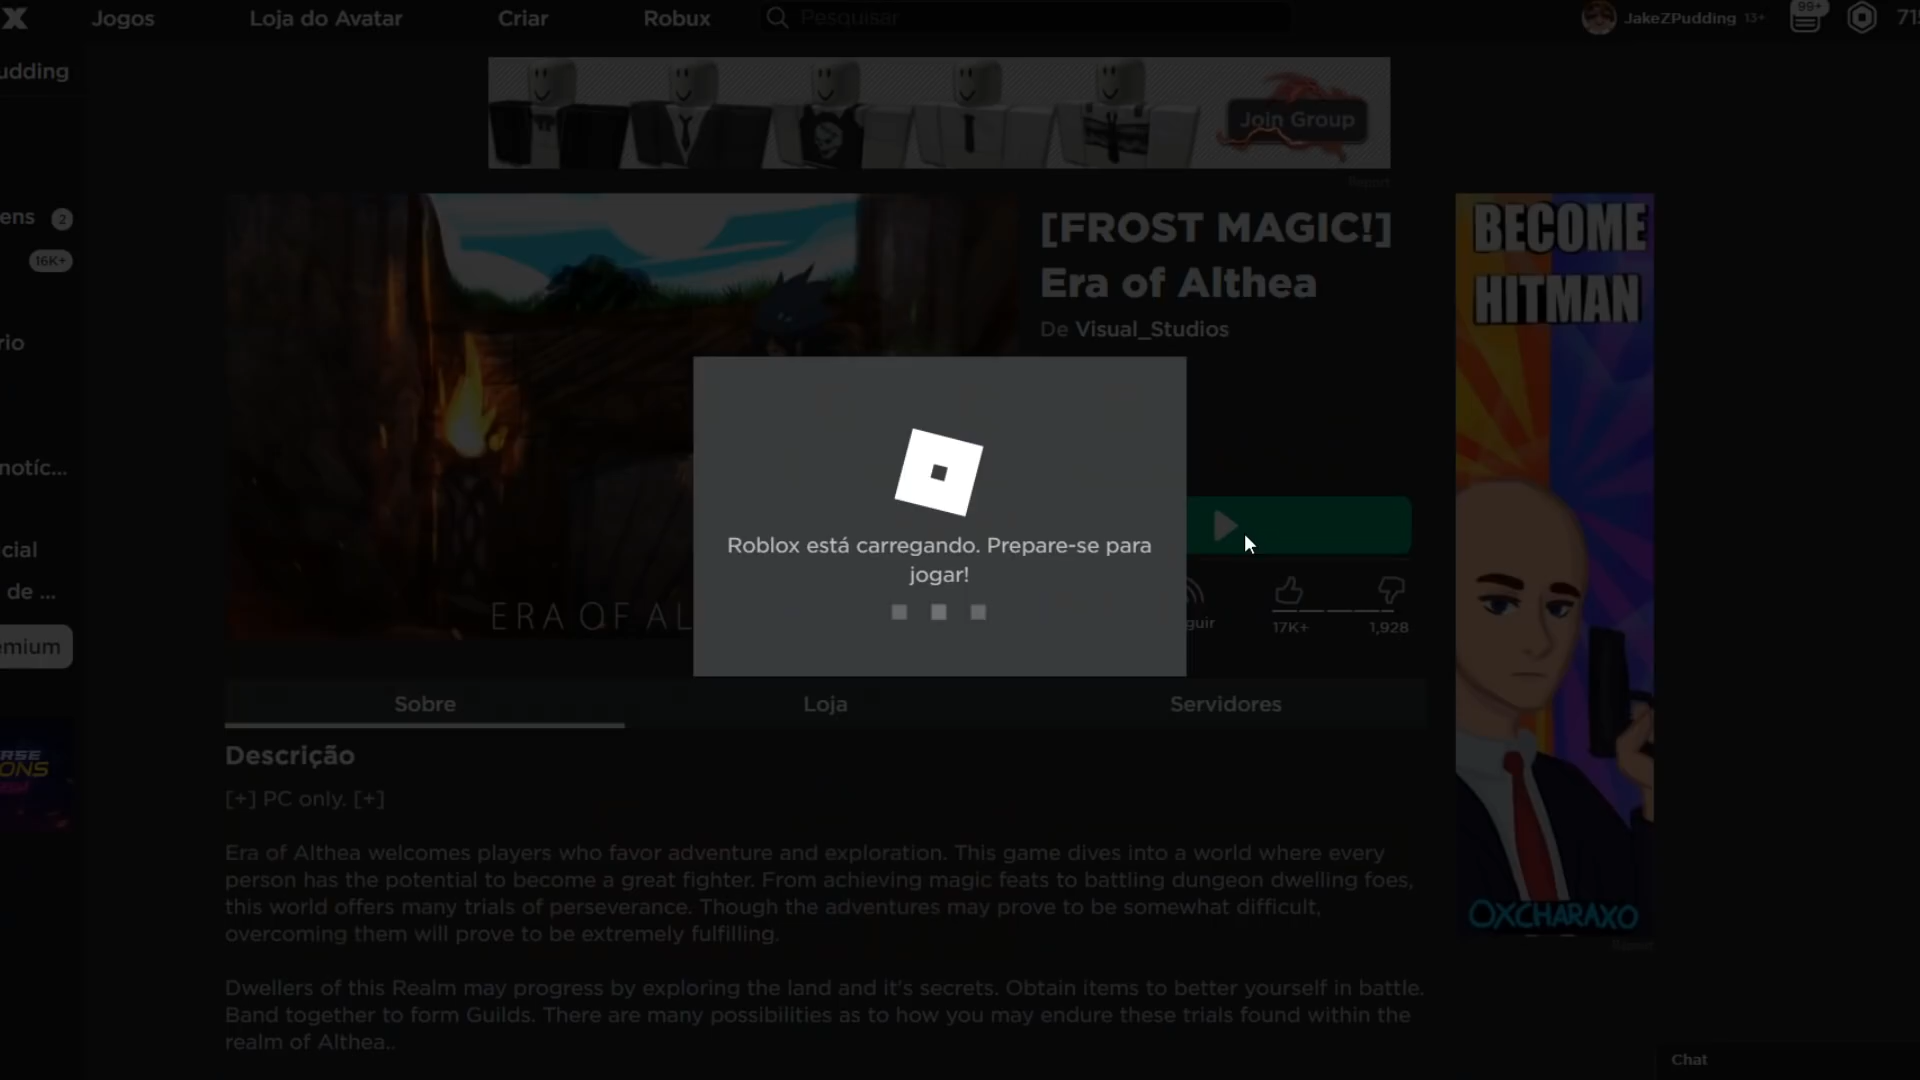 X Jogos Loja do Avatar Criar Robux Pesquisar JakeZPudding 13+ 99+ 715
udding
Join Group
Report
ens 2
16K+
rio
notíc...
cial
de ...
emium
RSE
ONS
[FROST MAGIC!]
Era of Althea
De Visual_Studios
Roblox está carregando. Prepare-se para
jogar!
guir 17K+ 1,928
ERA OF AL
BECOME
HITMAN
OXCHARAXO
Report
Sobre Loja Servidores
Descrição
[+] PC only. [+]
Era of Althea welcomes players who favor adventure and exploration. This game dives into a world where every
person has the potential to become a great fighter. From achieving magic feats to battling dungeon dwelling foes,
this world offers many trials of perseverance. Though the adventures may prove to be somewhat difficult,
overcoming them will prove to be extremely fulfilling.
Dwellers of this Realm may progress by exploring the land and it's secrets. Obtain items to better yourself in battle.
Band together to form Guilds. There are many possibilities as to how you may endure these trials found within the
realm of Althea..
Chat